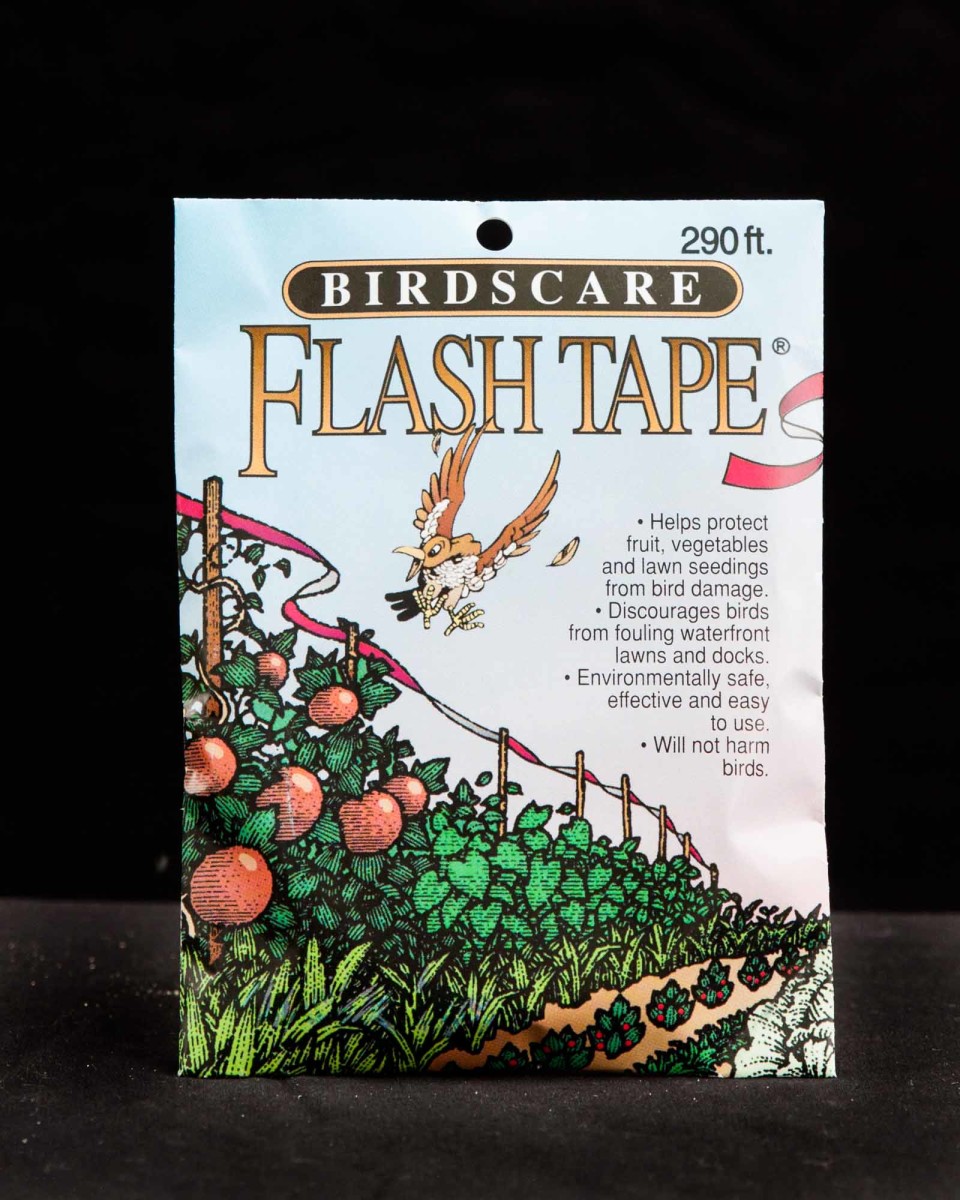 290 ft.
BIRDSCARE
FLASH TAPE®
• Helps protect
fruit, vegetables
and lawn seedings
from bird damage.
• Discourages birds
from fouling waterfront
lawns and docks.
• Environmentally safe,
effective and easy
to use.
• Will not harm
birds.